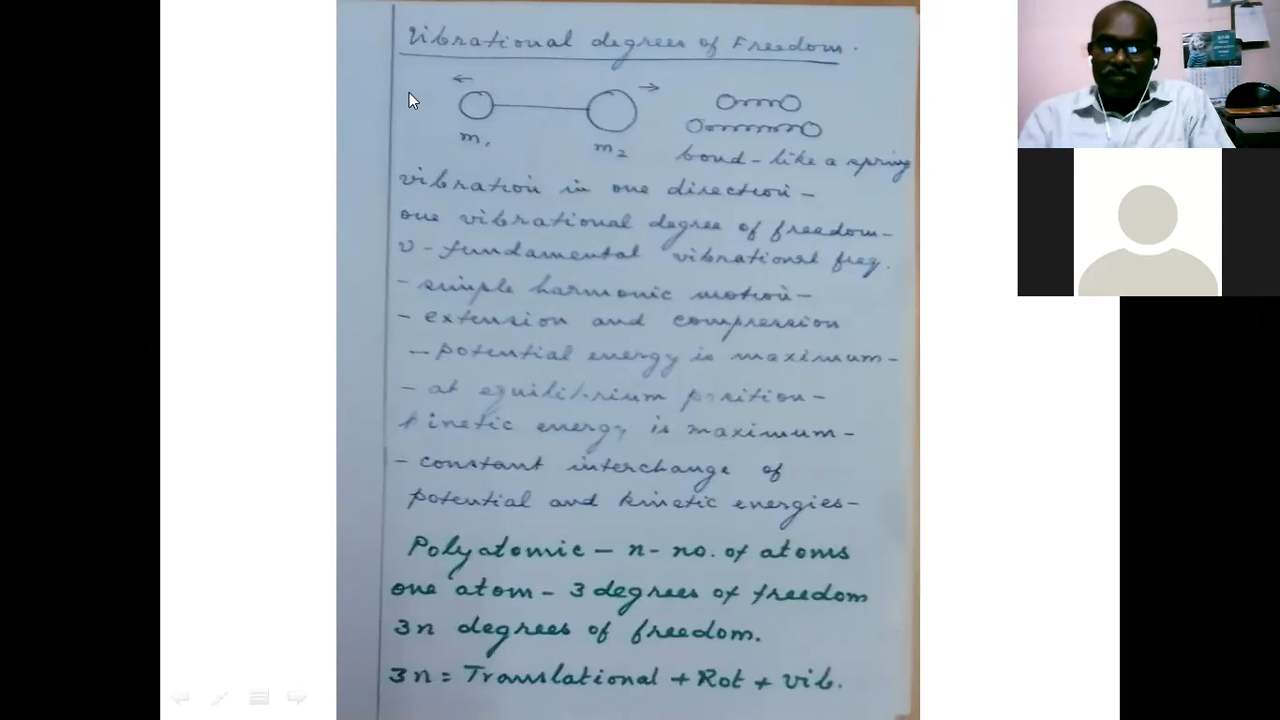 Vibrational degrees of Freedom.
m₁ m₂
bond - like a spring
vibration in one direction -
one vibrational degree of freedom -
ν - fundamental vibrational freq.
- simple harmonic motion -
- extension and compression
- potential energy is maximum -
- at equilibrium position -
kinetic energy is maximum -
- constant interchange of
potential and kinetic energies -
Polyatomic - n - no. of atoms
one atom - 3 degrees of freedom
3n degrees of freedom.
3n = Translational + Rot + vib.